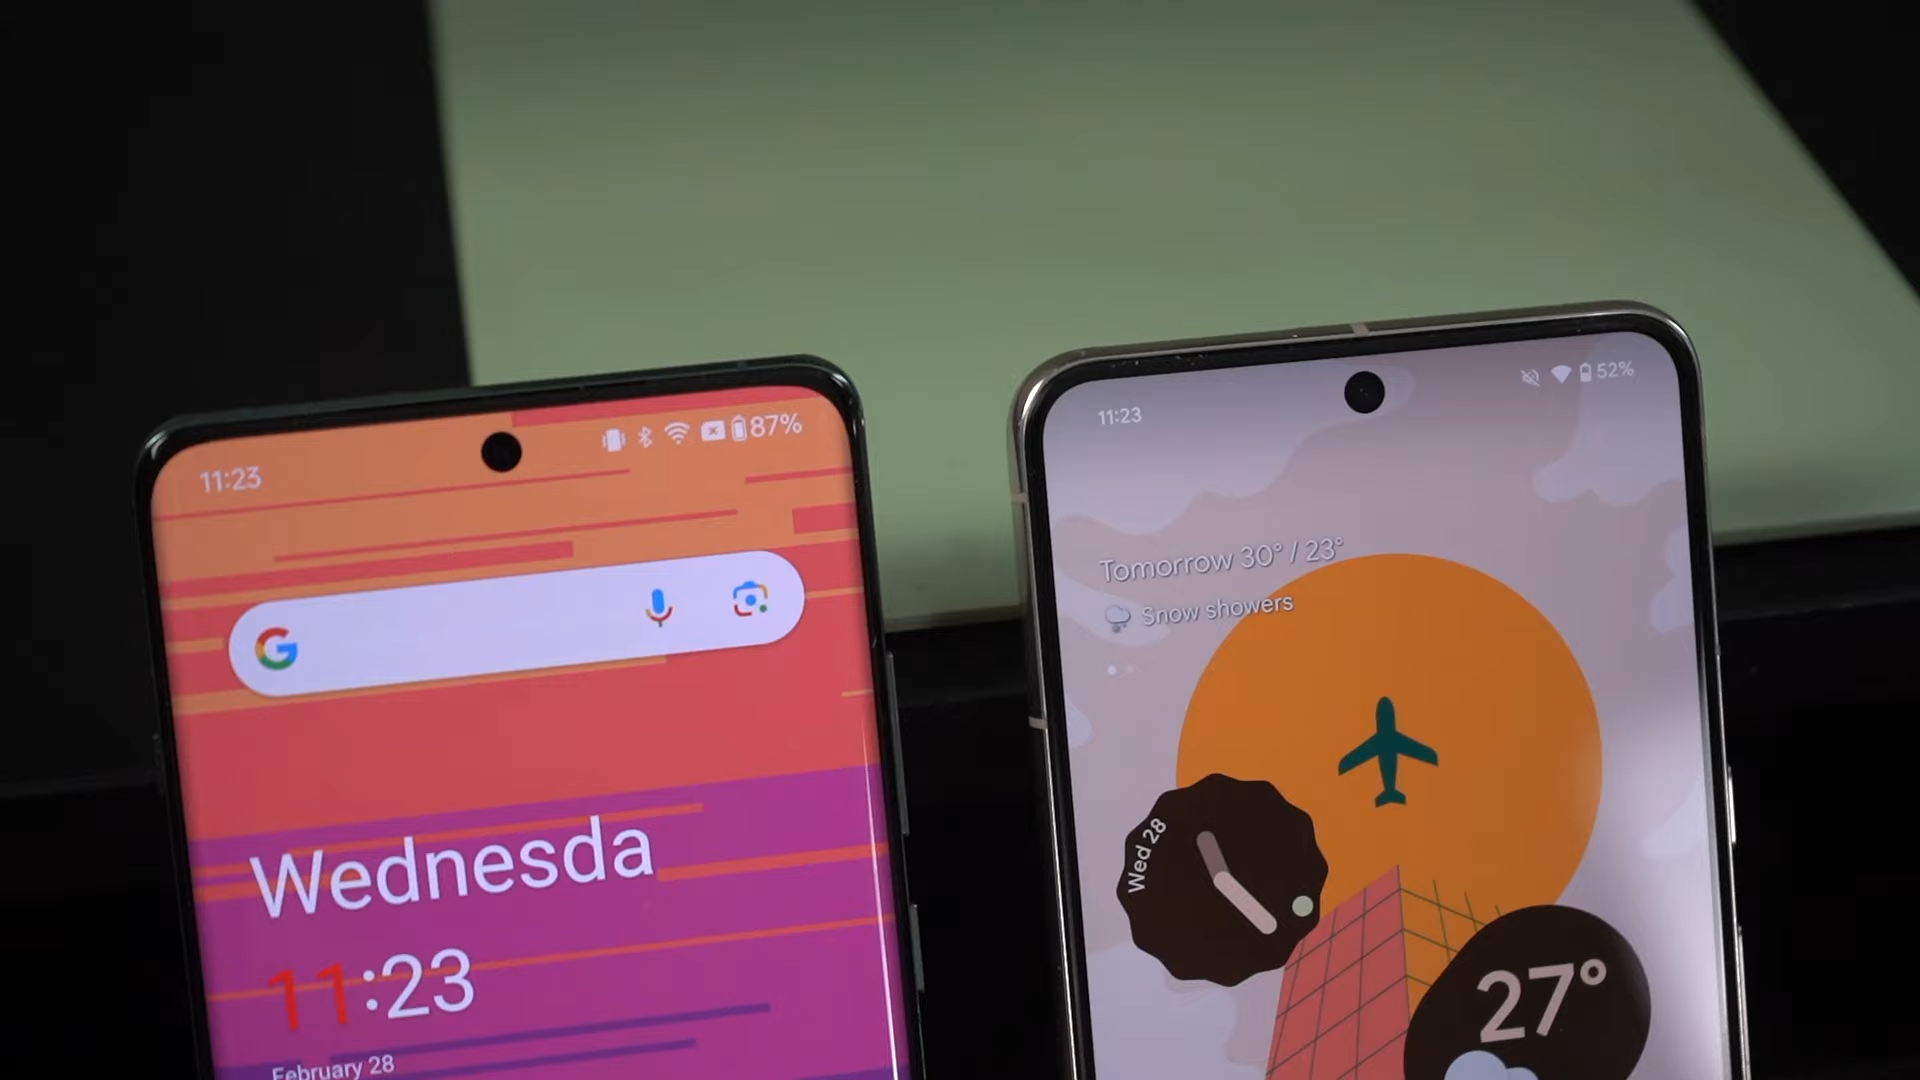 11:23
87%
G
Wednesda
11:23
February 28
11:23
52%
Tomorrow 30° / 23°
Snow showers
Wed 28
27°